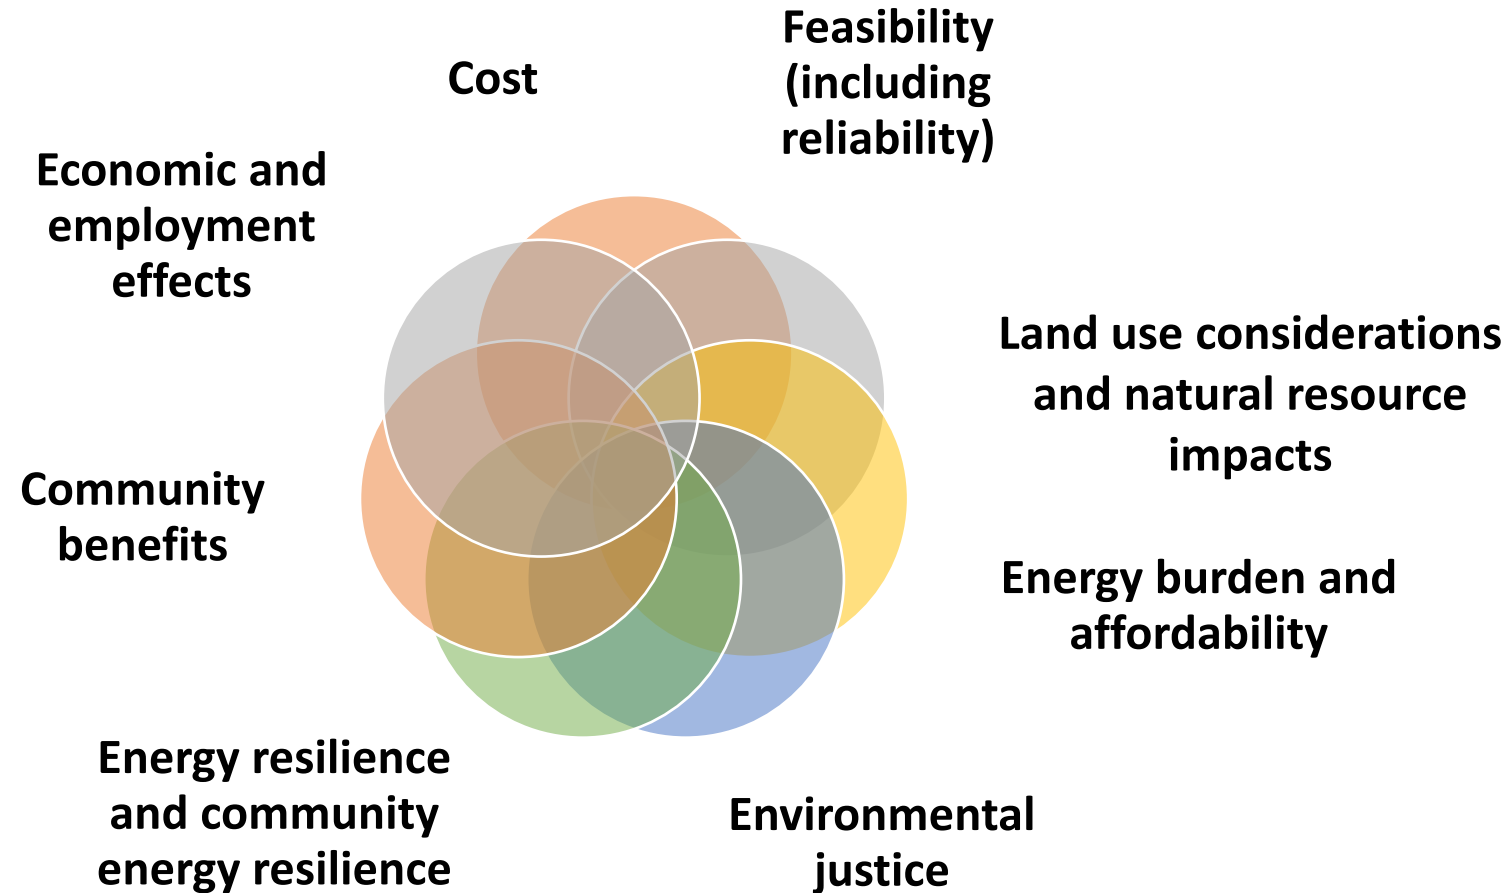 Cost
Feasibility
(including
reliability)
Economic and
employment
effects
Land use considerations
and natural resource
impacts
Community
benefits
Energy burden and
affordability
Energy resilience
and community
energy resilience
Environmental
justice